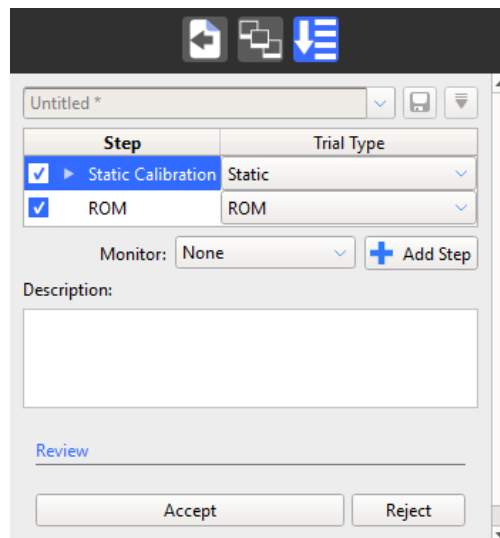 Untitled *
Step Trial Type
Static Calibration Static
ROM ROM
Monitor: None Add Step
Description:
Review
Accept Reject